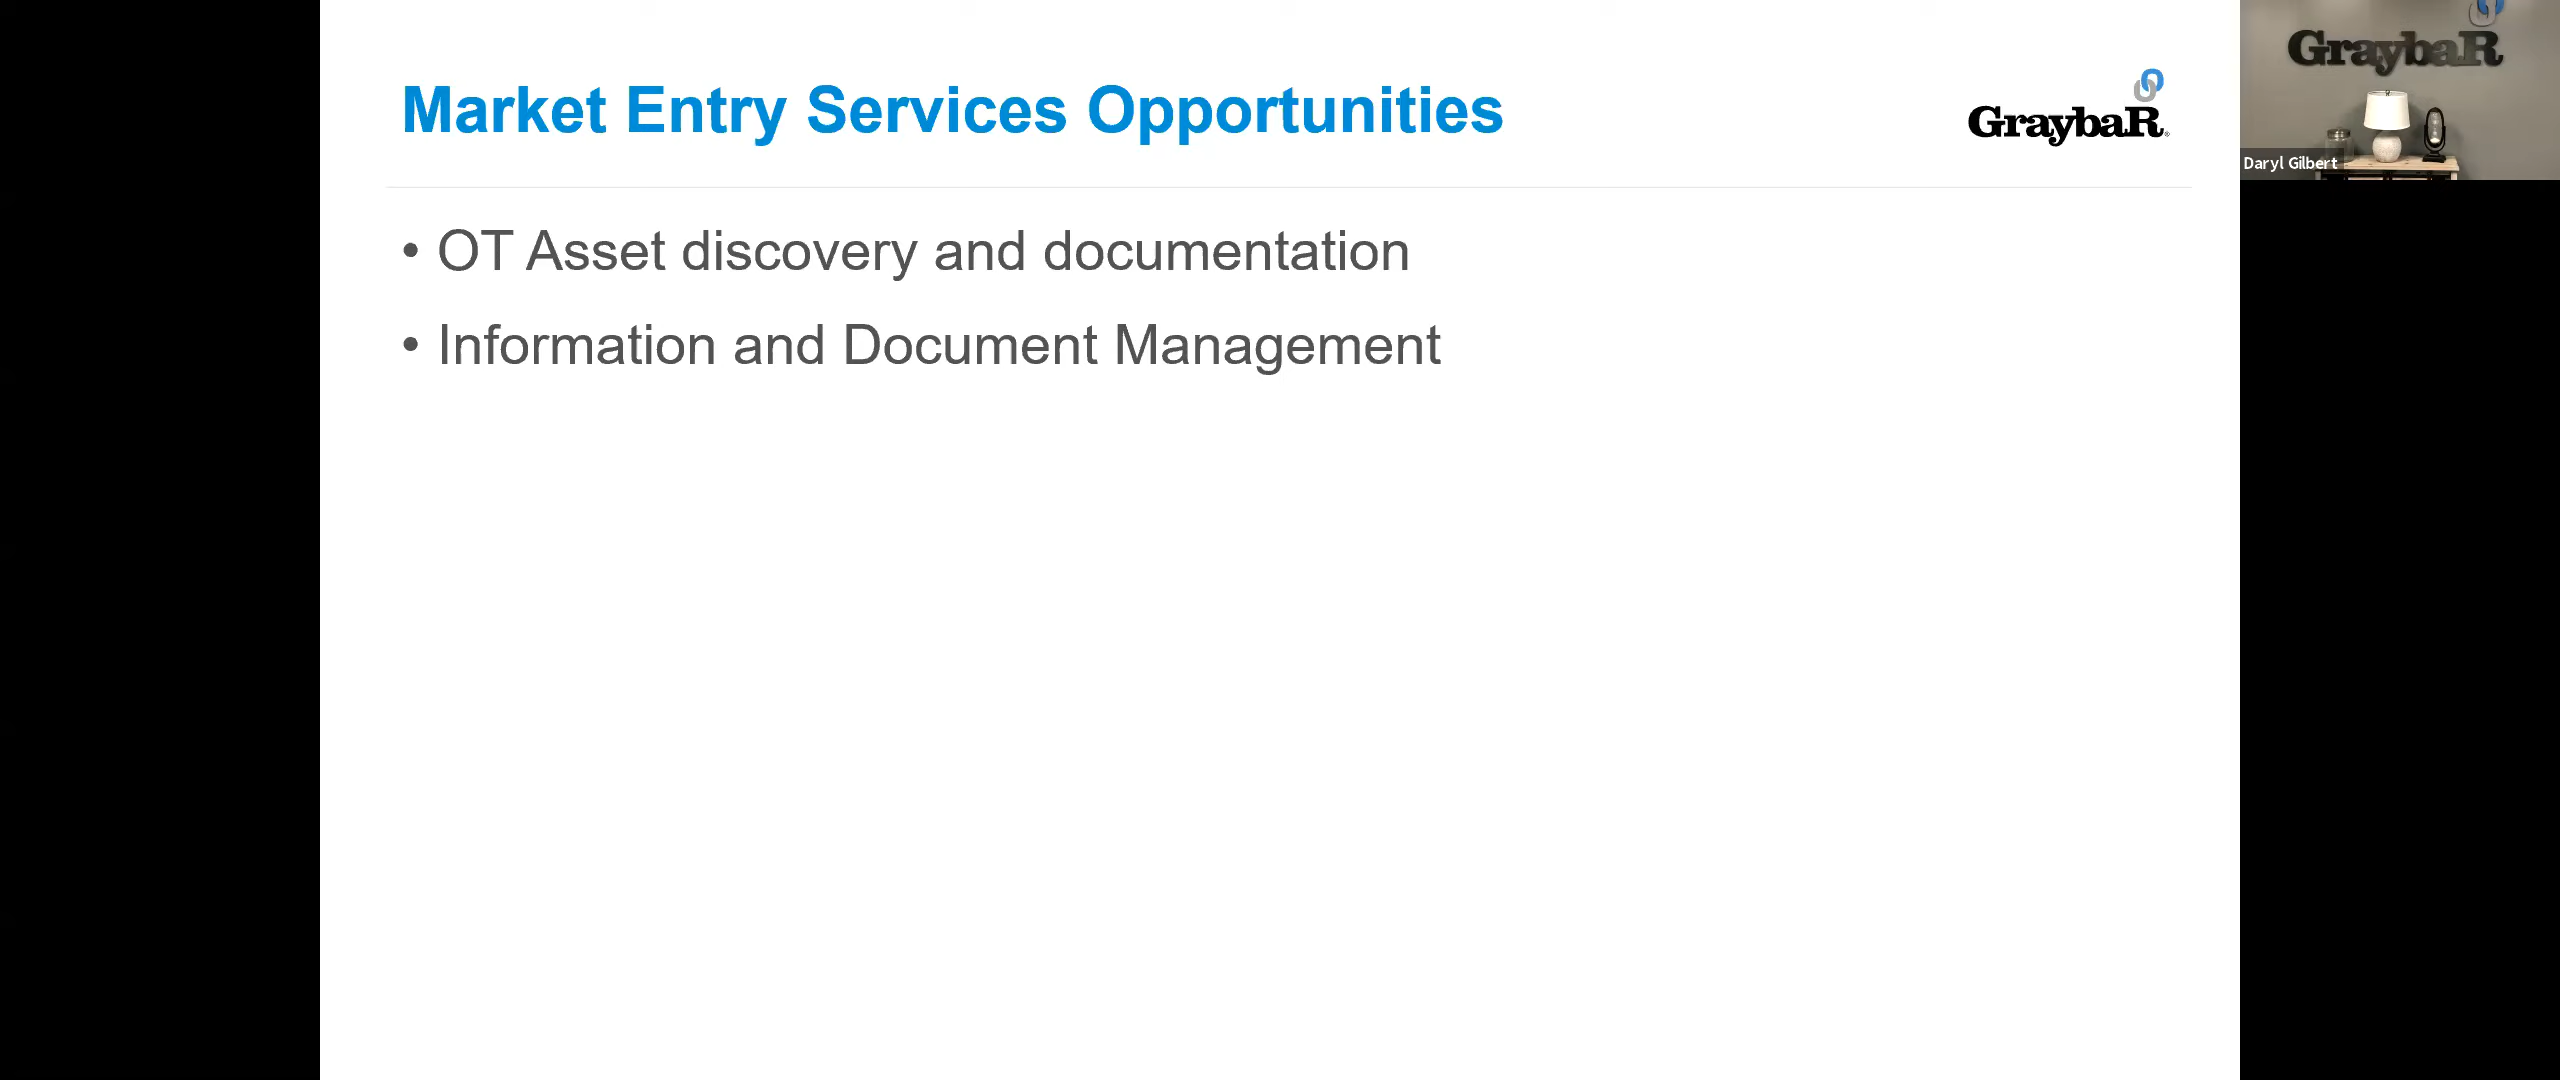 Market Entry Services Opportunities
GraybaR®
• OT Asset discovery and documentation
• Information and Document Management
GraybaR
Daryl Gilbert